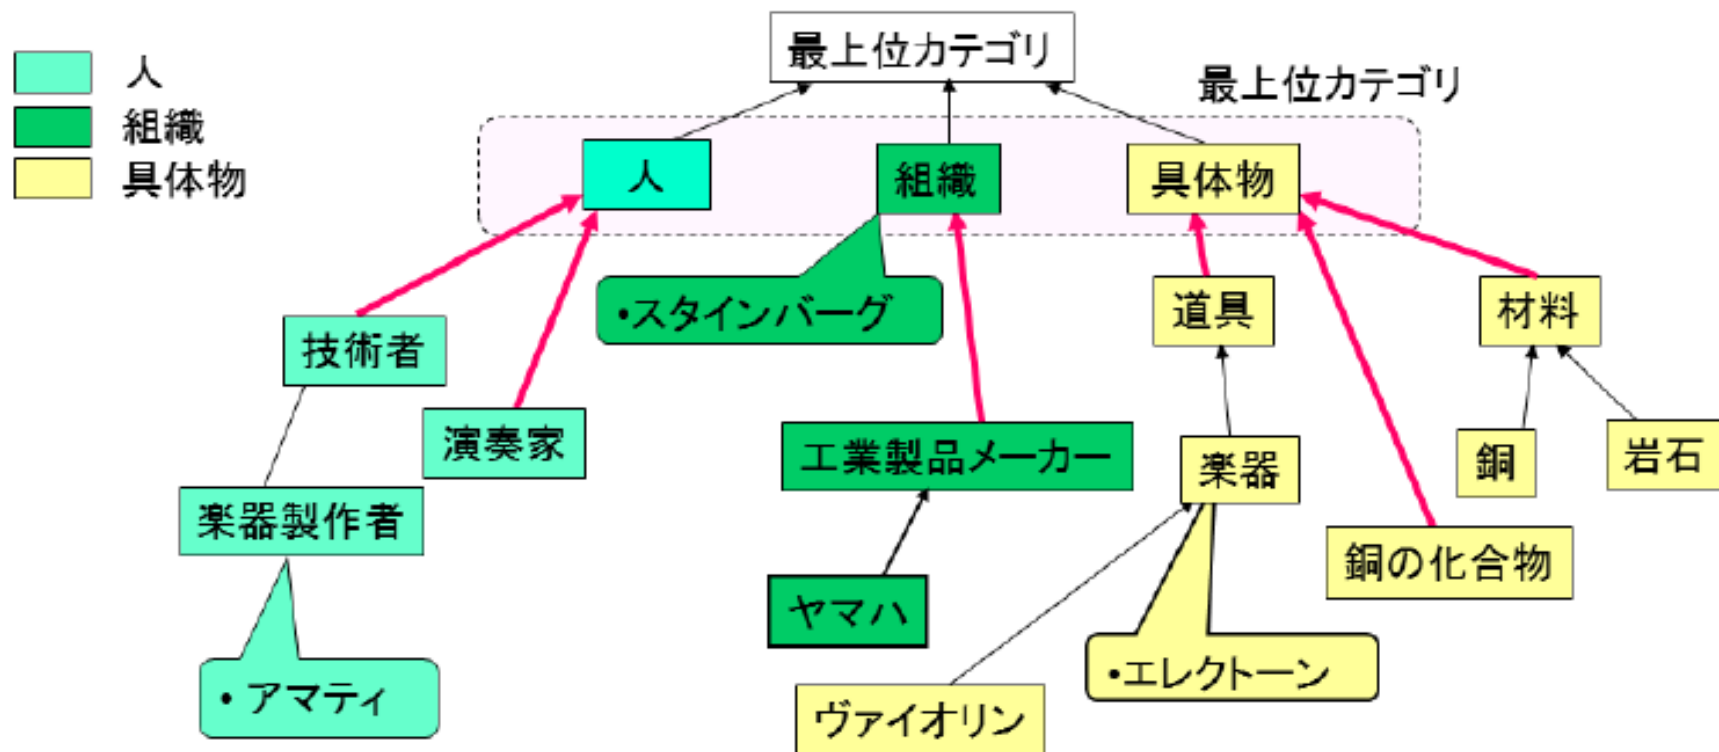 最上位カテゴリ
人
組織
具体物
最上位カテゴリ
人
組織
具体物
•スタインバーグ
道具
材料
技術者
演奏家
工業製品メーカー
楽器
銅
岩石
楽器製作者
銅の化合物
ヤマハ
•エレクトーン
• アマティ
ヴァイオリン